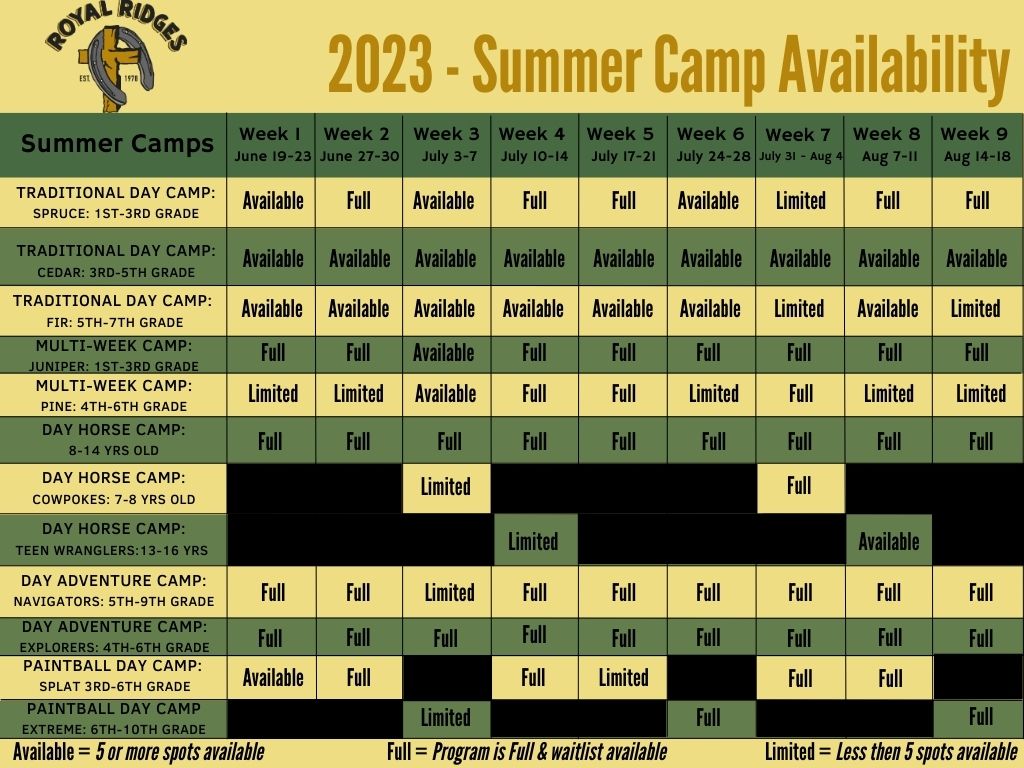 ROYAL RIDGES
EST. 1978
2023 - Summer Camp Availability
Summer Camps Week 1 Week 2 Week 3 Week 4 Week 5 Week 6 Week 7 Week 8 Week 9
June 19-23 June 27-30 July 3-7 July 10-14 July 17-21 July 24-28 July 31 - Aug 4 Aug 7-11 Aug 14-18
TRADITIONAL DAY CAMP:
SPRUCE: 1ST-3RD GRADE Available Full Available Full Full Available Limited Full Full
TRADITIONAL DAY CAMP:
CEDAR: 3RD-5TH GRADE Available Available Available Available Available Available Available Available Available
TRADITIONAL DAY CAMP:
FIR: 5TH-7TH GRADE Available Available Available Available Available Available Limited Available Limited
MULTI-WEEK CAMP:
JUNIPER: 1ST-3RD GRADE Full Full Available Full Full Full Full Full Full
MULTI-WEEK CAMP:
PINE: 4TH-6TH GRADE Limited Limited Available Full Full Limited Full Limited Limited
DAY HORSE CAMP:
8-14 YRS OLD Full Full Full Full Full Full Full Full Full
DAY HORSE CAMP:
COWPOKES: 7-8 YRS OLD Limited Full
DAY HORSE CAMP:
TEEN WRANGLERS:13-16 YRS Limited Available
DAY ADVENTURE CAMP:
NAVIGATORS: 5TH-9TH GRADE Full Full Limited Full Full Full Full Full Full
DAY ADVENTURE CAMP:
EXPLORERS: 4TH-6TH GRADE Full Full Full Full Full Full Full Full Full
PAINTBALL DAY CAMP:
SPLAT 3RD-6TH GRADE Available Full Full Limited Full Full
PAINTBALL DAY CAMP
EXTREME: 6TH-10TH GRADE Limited Full Full
Available = 5 or more spots available Full = Program is Full & waitlist available Limited = Less then 5 spots available